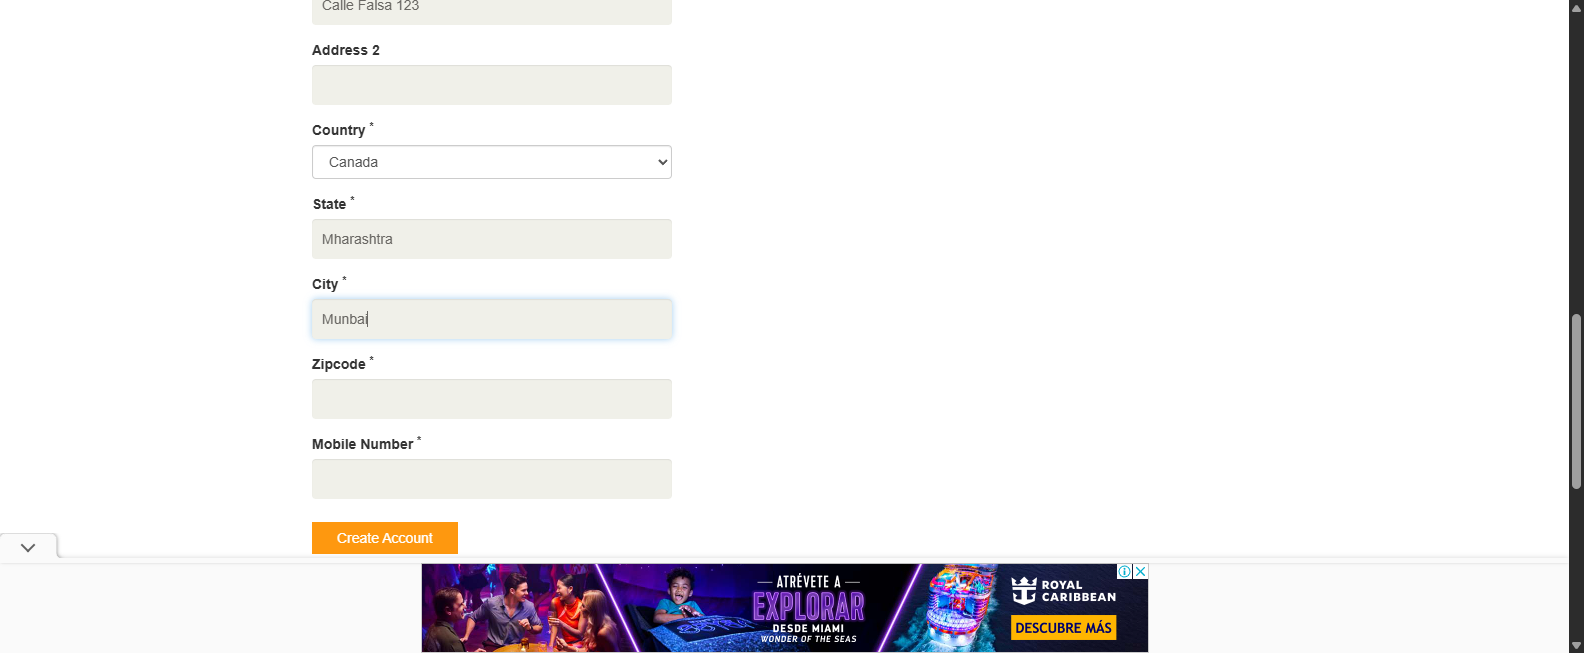 Calle Falsa 123
Address 2
Country *
Canada
State *
Mharashtra
City *
Munbai
Zipcode *
Mobile Number *
Create Account
ATRÉVETE A
EXPLORAR
DESDE MIAMI
WONDER OF THE SEAS
ROYAL
CARIBBEAN
DESCUBRE MÁS